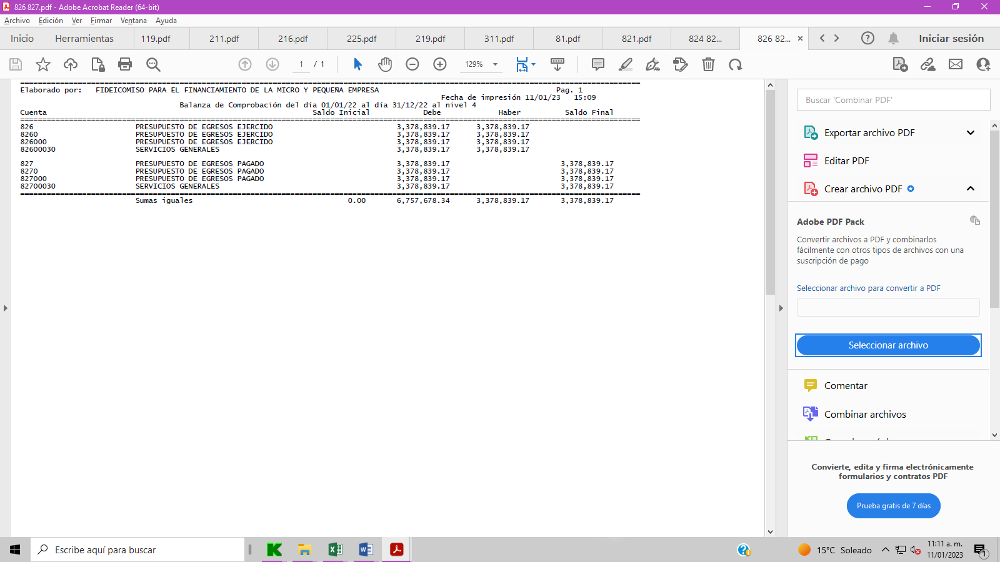 826 827.pdf - Adobe Acrobat Reader (64-bit)
Archivo Edición Ver Firmar Ventana Ayuda
Inicio Herramientas 119.pdf 211.pdf 216.pdf 225.pdf 219.pdf 311.pdf 81.pdf 821.pdf 824 82... 826 82... × Iniciar sesión
1 / 1 129%
Elaborado por: FIDEICOMISO PARA EL FINANCIAMIENTO DE LA MICRO Y PEQUEÑA EMPRESA Pag. 1
Fecha de impresión 11/01/23 15:09
Balanza de Comprobación del día 01/01/22 al día 31/12/22 al nivel 4
Cuenta Saldo Inicial Debe Haber Saldo Final
826 PRESUPUESTO DE EGRESOS EJERCIDO 3,378,839.17 3,378,839.17
8260 PRESUPUESTO DE EGRESOS EJERCIDO 3,378,839.17 3,378,839.17
826000 PRESUPUESTO DE EGRESOS EJERCIDO 3,378,839.17 3,378,839.17
82600030 SERVICIOS GENERALES 3,378,839.17 3,378,839.17
827 PRESUPUESTO DE EGRESOS PAGADO 3,378,839.17 3,378,839.17
8270 PRESUPUESTO DE EGRESOS PAGADO 3,378,839.17 3,378,839.17
827000 PRESUPUESTO DE EGRESOS PAGADO 3,378,839.17 3,378,839.17
82700030 SERVICIOS GENERALES 3,378,839.17 3,378,839.17
Sumas iguales 0.00 6,757,678.34 3,378,839.17 3,378,839.17
Buscar 'Combinar PDF'
Exportar archivo PDF
Editar PDF
Crear archivo PDF
Adobe PDF Pack
Convertir archivos a PDF y combinarlos
fácilmente con otros tipos de archivos con una
suscripción de pago
Seleccionar archivo para convertir a PDF
Seleccionar archivo
Comentar
Combinar archivos
Convierte, edita y firma electrónicamente
formularios y contratos PDF
Prueba gratis de 7 días
Escribe aquí para buscar
15°C Soleado
11:11 a. m.
11/01/2023
1